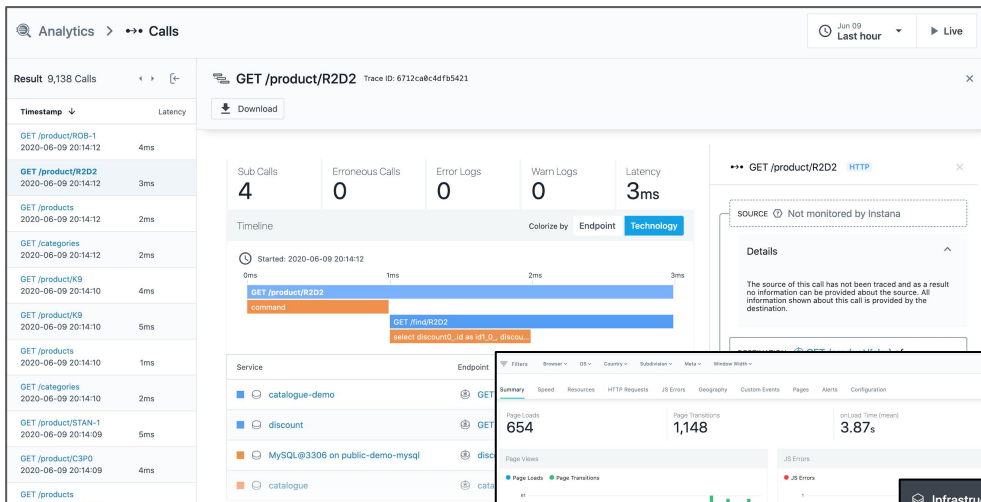 Analytics > Calls
Jun 09
Last hour
Live
Result 9,138 Calls
Timestamp ↓ Latency
GET /product/ROB-1
2020-06-09 20:14:12 4ms
GET /product/R2D2
2020-06-09 20:14:12 3ms
GET /products
2020-06-09 20:14:12 2ms
GET /categories
2020-06-09 20:14:12 2ms
GET /product/K9
2020-06-09 20:14:10 4ms
GET /product/K9
2020-06-09 20:14:10 5ms
GET /products
2020-06-09 20:14:10 1ms
GET /categories
2020-06-09 20:14:10 2ms
GET /product/STAN-1
2020-06-09 20:14:09 5ms
GET /product/C3P0
2020-06-09 20:14:09 4ms
GET /products
GET /product/R2D2 Trace ID: 6712ca0c4dfb5421
Download
Sub Calls
4
Erroneous Calls
0
Error Logs
0
Warn Logs
0
Latency
3ms
Timeline Colorize by Endpoint Technology
Started: 2020-06-09 20:14:12
0ms 1ms 2ms 3ms
GET /product/R2D2
command
GET /find/R2D2
select discount0_.id as id1_0_, discou...
Service Endpoint
catalogue-demo GET
discount GET
MySQL@3306 on public-demo-mysql disco
catalogue cata
GET /product/R2D2 HTTP
SOURCE Not monitored by Instana
Details
The source of this call has not been traced and as a result
no information can be provided about the source. All
information shown about this call is provided by the
destination.
Filters Browser OS Country Subdivision Meta Window Width
Summary Speed Resources HTTP Requests JS Errors Geography Custom Events Pages Alerts Configuration
Page Loads
654
Page Transitions
1,148
onLoad Time (mean)
3.87s
Page Views
Page Loads Page Transitions
81
JS Errors
JS Errors
1
Infrastru